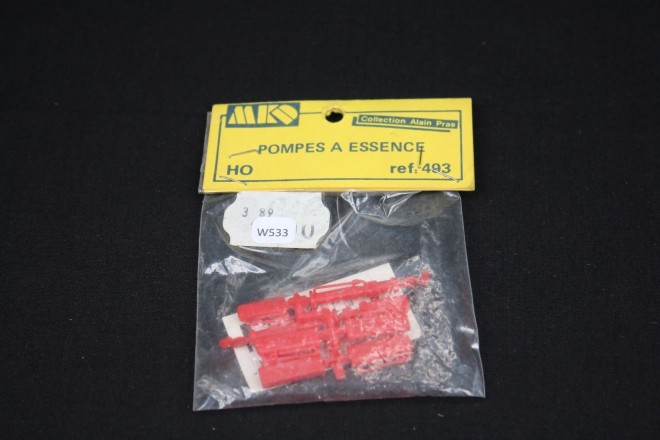 MKD
Collection Alain Pras
POMPES A ESSENCE
HO
ref. 493
3 89
W533